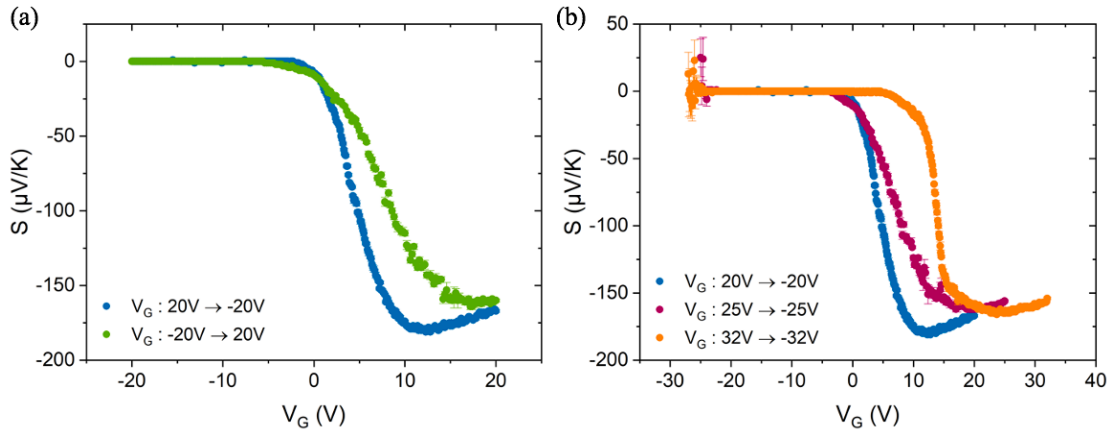 (a)
0
-50
-100
-150
-200
S (µV/K)
V_G : 20V → -20V
V_G : -20V → 20V
-20
-10
0
10
20
V_G (V)
(b)
50
0
-50
-100
-150
-200
S (µV/K)
V_G : 20V → -20V
V_G : 25V → -25V
V_G : 32V → -32V
-30
-20
-10
0
10
20
30
40
V_G (V)